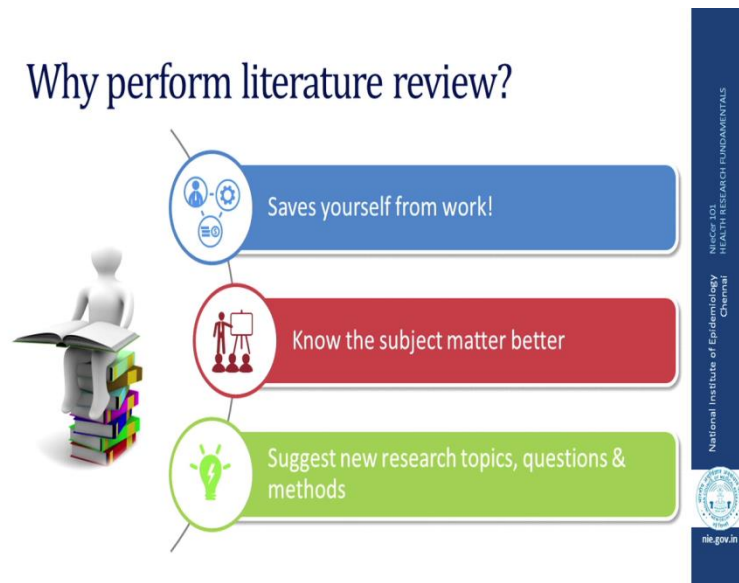 Why perform literature review?
Saves yourself from work!
Know the subject matter better
Suggest new research topics, questions &
methods
NIeCer 101
HEALTH RESEARCH FUNDAMENTALS
National Institute of Epidemiology
Chennai
nie.gov.in